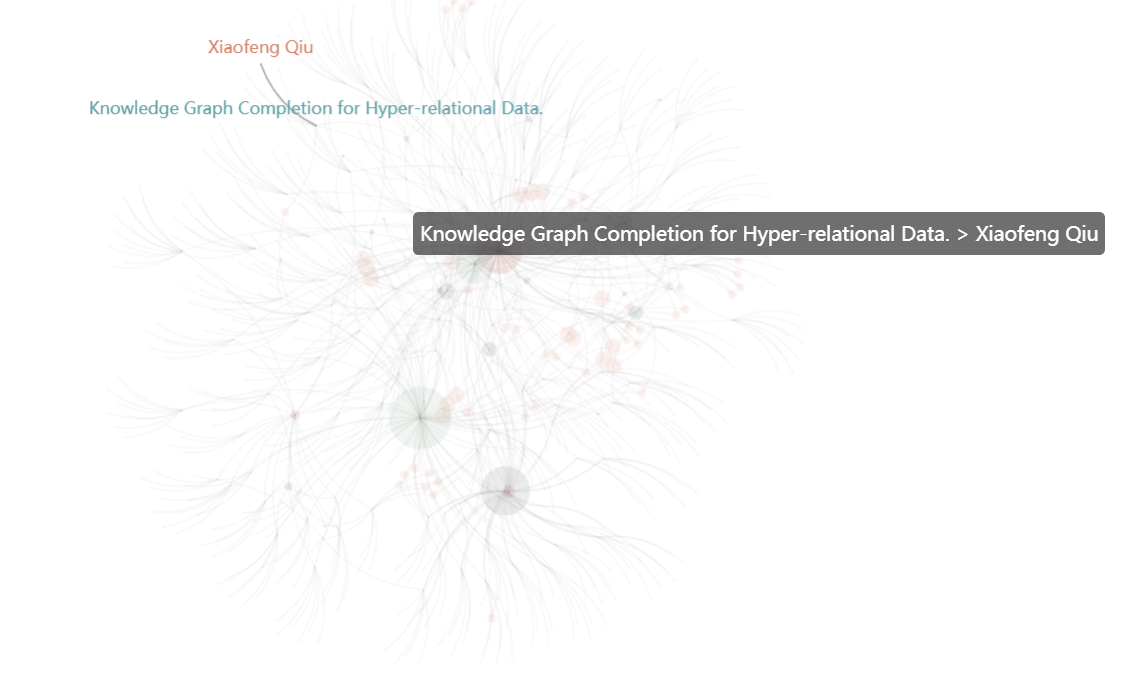 Xiaofeng Qiu
Knowledge Graph Completion for Hyper-relational Data.
Knowledge Graph Completion for Hyper-relational Data. > Xiaofeng Qiu